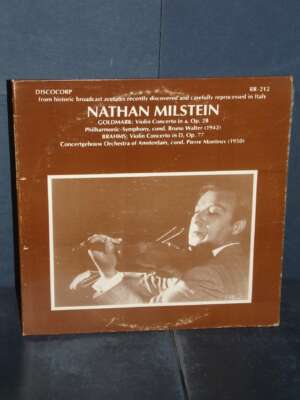 DISCOCORP RR-212
from historic broadcast acetates recently discovered and carefully reprocessed in Italy
NATHAN MILSTEIN
GOLDMARK: Violin Concerto in a, Op. 28
Philharmonic-Symphony, cond. Bruno Walter (1943)
BRAHMS: Violin Concerto in D, Op. 77
Concertgebouw Orchestra of Amsterdam, cond. Pierre Monteux (1950)